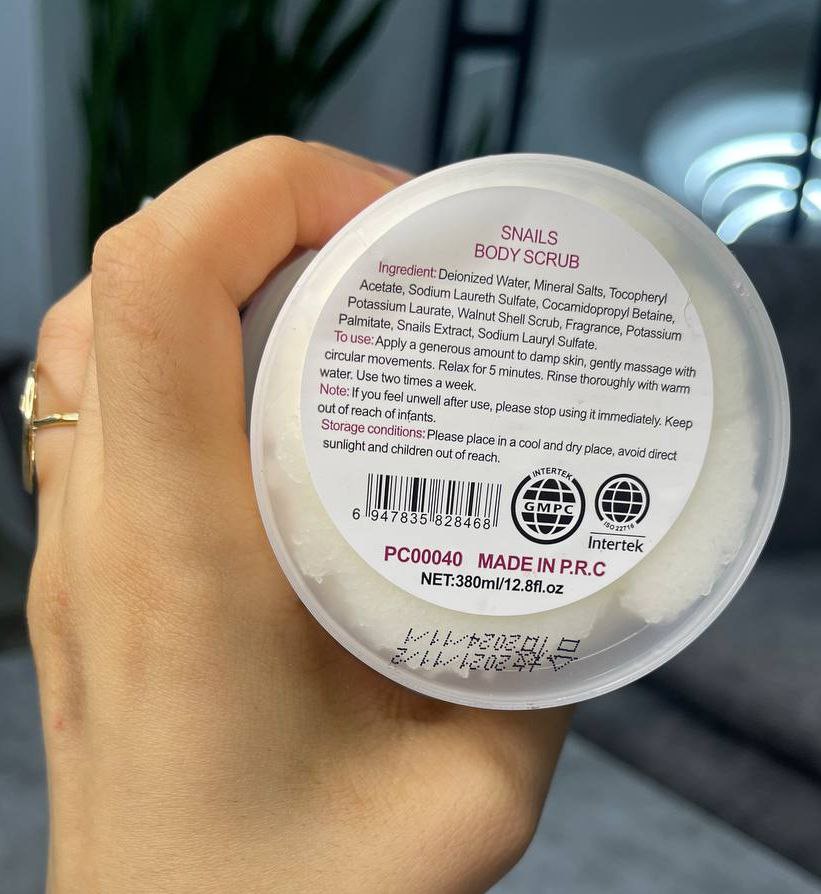 SNAILS
BODY SCRUB
Ingredient: Deionized Water, Mineral Salts, Tocopheryl
Acetate, Sodium Laureth Sulfate, Cocamidopropyl Betaine,
Potassium Laurate, Walnut Shell Scrub, Fragrance, Potassium
Palmitate, Snails Extract, Sodium Lauryl Sulfate.
To use: Apply a generous amount to damp skin, gently massage with
circular movements. Relax for 5 minutes. Rinse thoroughly with warm
water. Use two times a week.
Note: If you feel unwell after use, please stop using it immediately. Keep
out of reach of infants.
Storage conditions: Please place in a cool and dry place, avoid direct
sunlight and children out of reach.
6 947835 828468
INTERTEK
GMPC
ISO 22716
Intertek
PC00040 MADE IN P.R.C
NET:380ml/12.8fl.oz